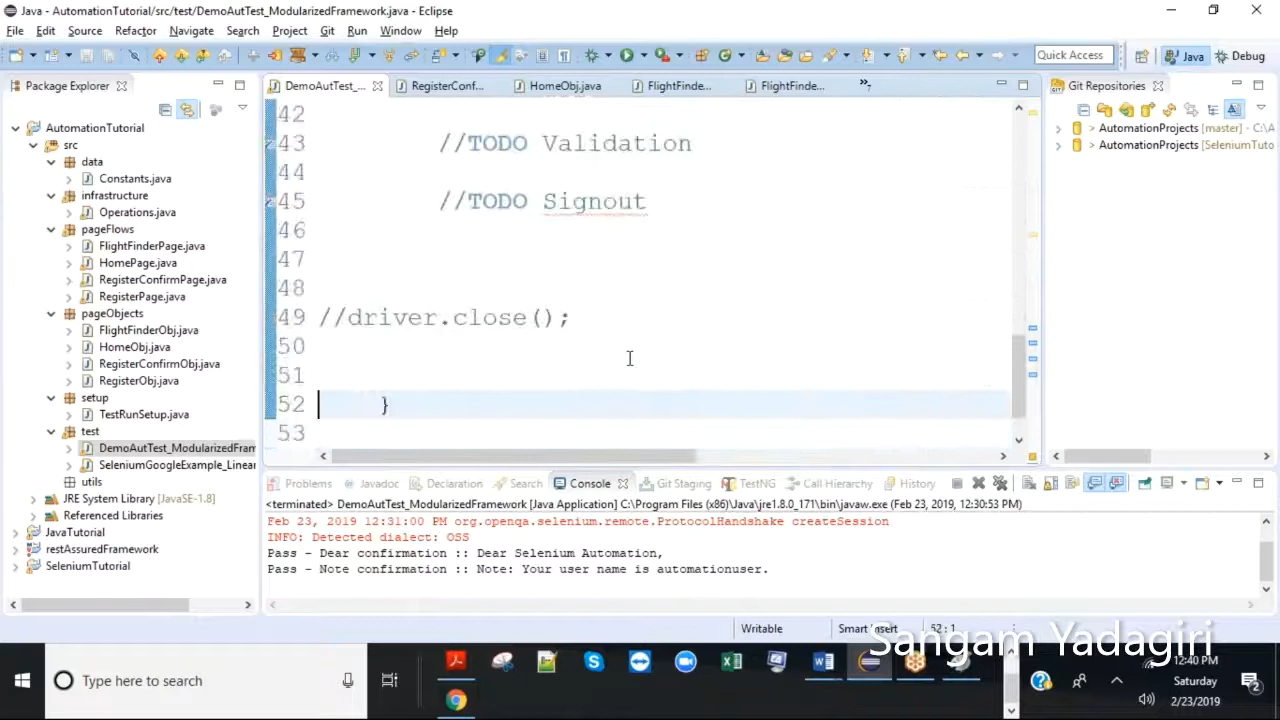 Java - AutomationTutorial/src/test/DemoAutTest_ModularizedFramework.java - Eclipse
File Edit Source Refactor Navigate Search Project Git Run Window Help
Quick Access Java Debug
Package Explorer
DemoAutTest_... RegisterConf... HomeObj.java FlightFinde... FlightFinde... »7
Git Repositories
AutomationTutorial
src
data
Constants.java
infrastructure
Operations.java
pageFlows
FlightFinderPage.java
HomePage.java
RegisterConfirmPage.java
RegisterPage.java
pageObjects
FlightFinderObj.java
HomeObj.java
RegisterConfirmObj.java
RegisterObj.java
setup
TestRunSetup.java
test
DemoAutTest_ModularizedFram
SeleniumGoogleExample_Linear
utils
JRE System Library [JavaSE-1.8]
Referenced Libraries
JavaTutorial
restAssuredFramework
SeleniumTutorial
42
43 //TODO Validation
44
45 //TODO Signout
46
47
48
49 //driver.close();
50
51
52 }
53
> AutomationProjects [master] - C:\A
> AutomationProjects [SeleniumTuto
Problems Javadoc Declaration Search Console Git Staging TestNG Call Hierarchy History
<terminated> DemoAutTest_ModularizedFramework [Java Application] C:\Program Files (x86)\Java\jre1.8.0_171\bin\javaw.exe (Feb 23, 2019, 12:30:53 PM)
Feb 23, 2019 12:31:00 PM org.openqa.selenium.remote.ProtocolHandshake createSession
INFO: Detected dialect: OSS
Pass - Dear confirmation :: Dear Selenium Automation,
Pass - Note confirmation :: Note: Your user name is automationuser.
Writable Smart Insert 52 : 1
Sangam Yadagiri
Type here to search
12:40 PM
Saturday
2/23/2019
2